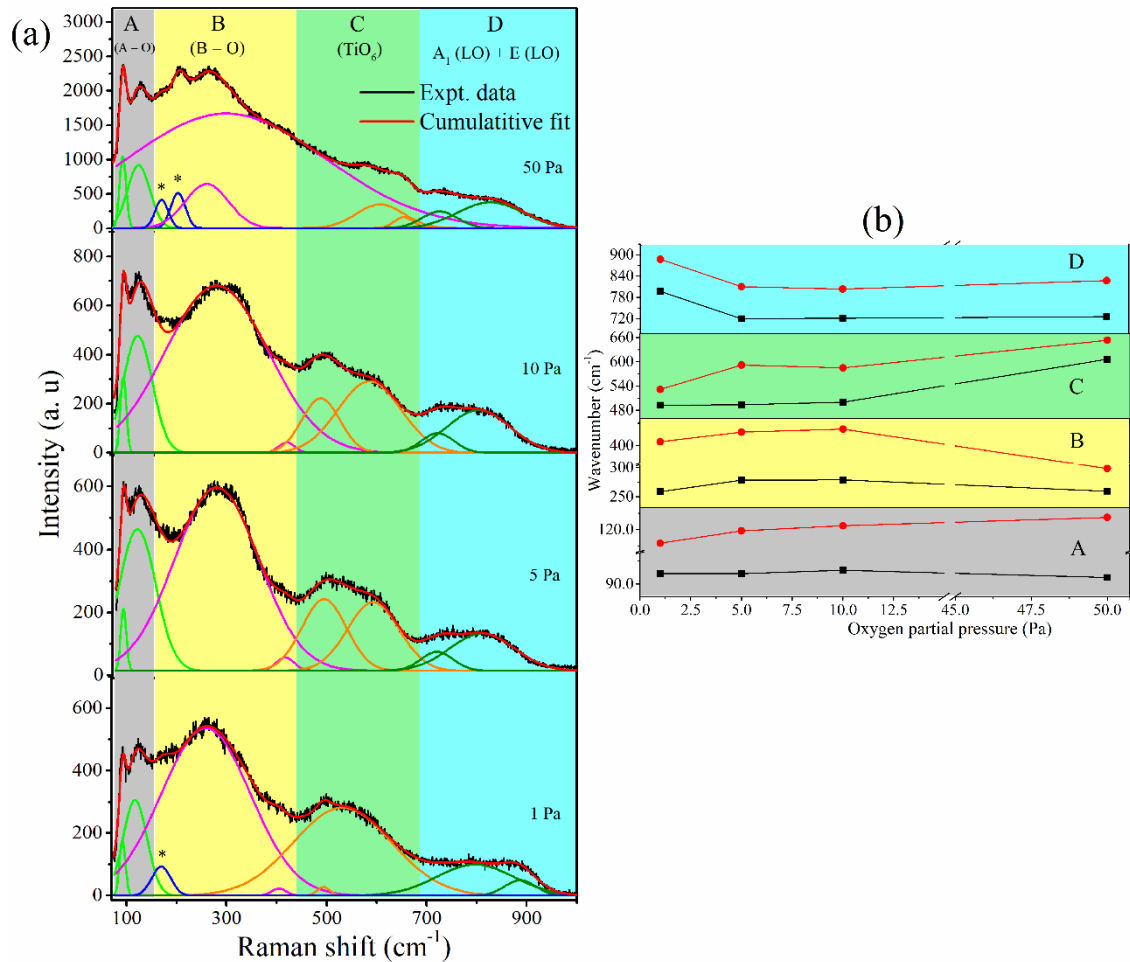 (a)
A B C D
(A – O) (B – O) (TiO6) A1 (LO) + E (LO)
Expt. data
Cumulatitive fit
3000
2500
2000
1500
1000
500
0
50 Pa
* *
800
600
400
200
0
10 Pa
600
400
200
0
5 Pa
600
400
200
0
1 Pa
*
Intensity (a. u)
100 300 500 700 900
Raman shift (cm-1)
(b)
900
840
780
720
D
660
600
540
480
C
400
300
250
B
120.0
90.0
A
Wavenumber (cm-1)
0.0 2.5 5.0 7.5 10.0 12.5 45.0 47.5 50.0
Oxygen partial pressure (Pa)